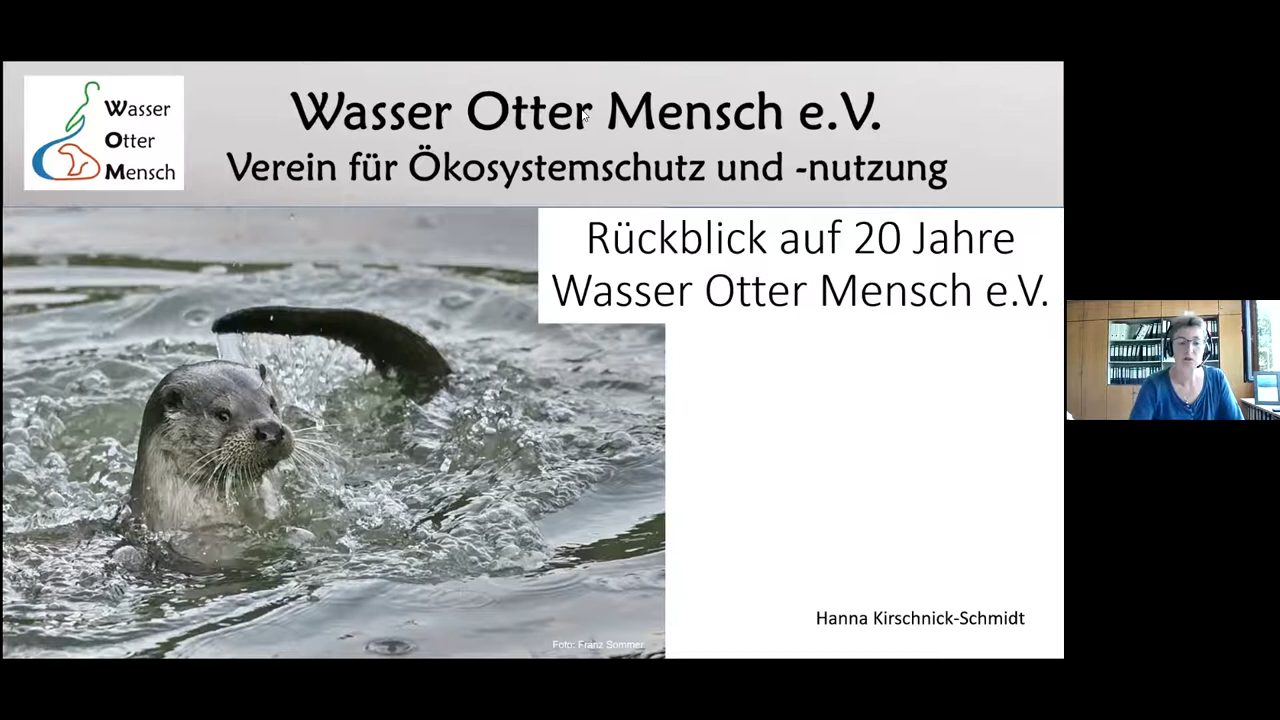 Wasser
Otter
Mensch
Wasser Otter Mensch e.V.
Verein für Ökosystemschutz und -nutzung
Rückblick auf 20 Jahre
Wasser Otter Mensch e.V.
Hanna Kirschnick-Schmidt
Foto: Franz Sommer